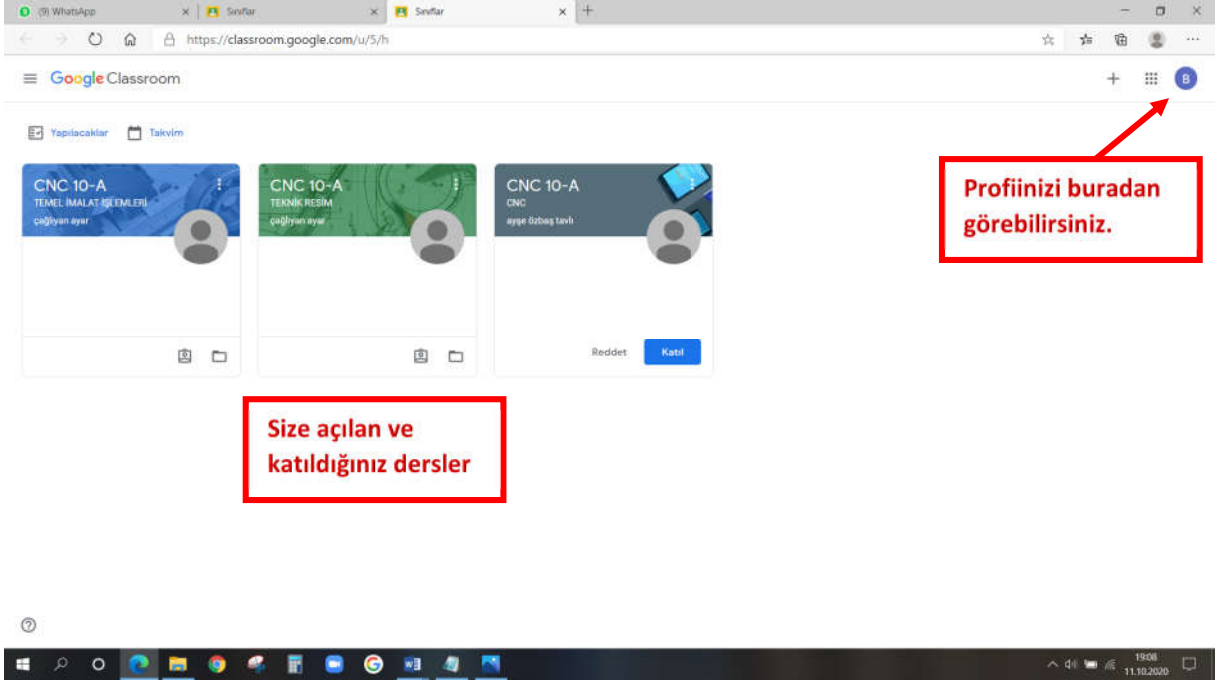 (9) WhatsApp
Sınıflar
Sınıflar
https://classroom.google.com/u/5/h
Google Classroom
B
Yapılacaklar
Takvim
CNC 10-A
TEMEL İMALAT İŞLEMLERİ
çağlıyan ayar
CNC 10-A
TEKNİK RESİM
çağlıyan ayar
CNC 10-A
CNC
ayşe özbaş tavlı
Reddet
Katıl
Profiinizi buradan
görebilirsiniz.
Size açılan ve
katıldığınız dersler
19:08
11.10.2020